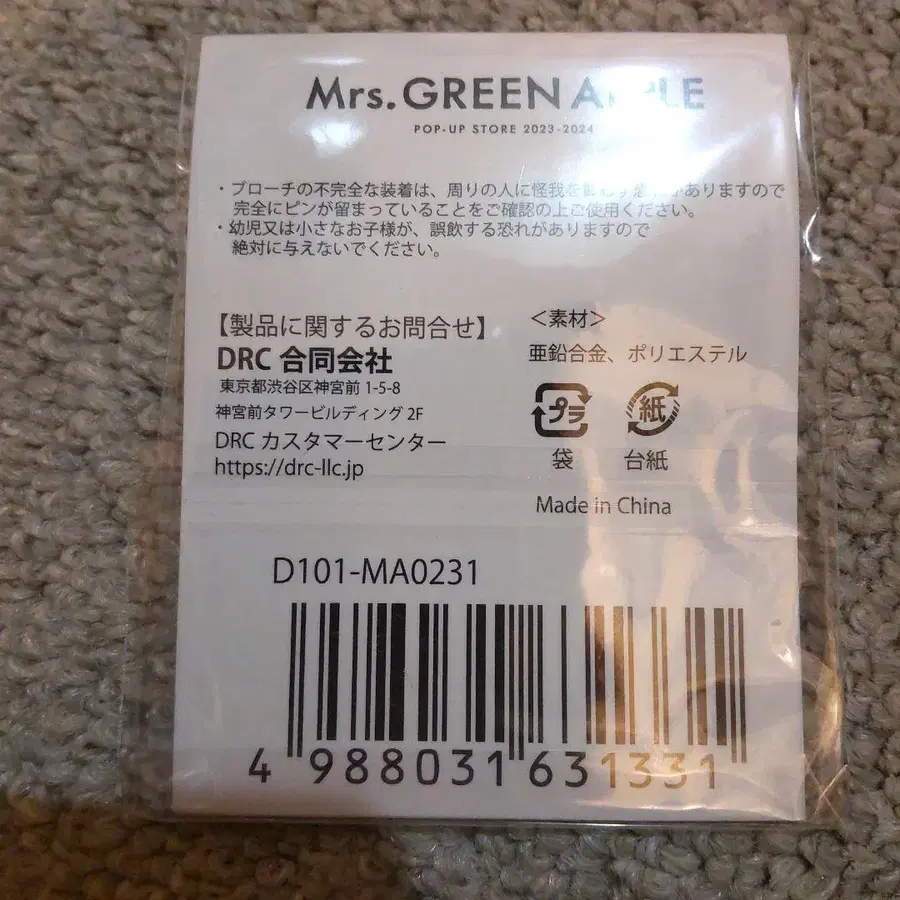 Mrs. GREEN APPLE
POP-UP STORE 2023-2024
・ブローチの不完全な装着は、周りの人に怪我を ありますので
完全にピンが留まっていることをご確認の上ご使用ください。
・幼児又は小さなお子様が、誤飲する恐れがありますので
絶対に与えないでください。
【製品に関するお問合せ】
DRC 合同会社
東京都渋谷区神宮前 1-5-8
神宮前タワービルディング 2F
DRC カスタマーセンター
https://drc-llc.jp
＜素材＞
亜鉛合金、ポリエステル
プラ 紙
袋 台紙
Made in China
D101-MA0231
4 988031 631331